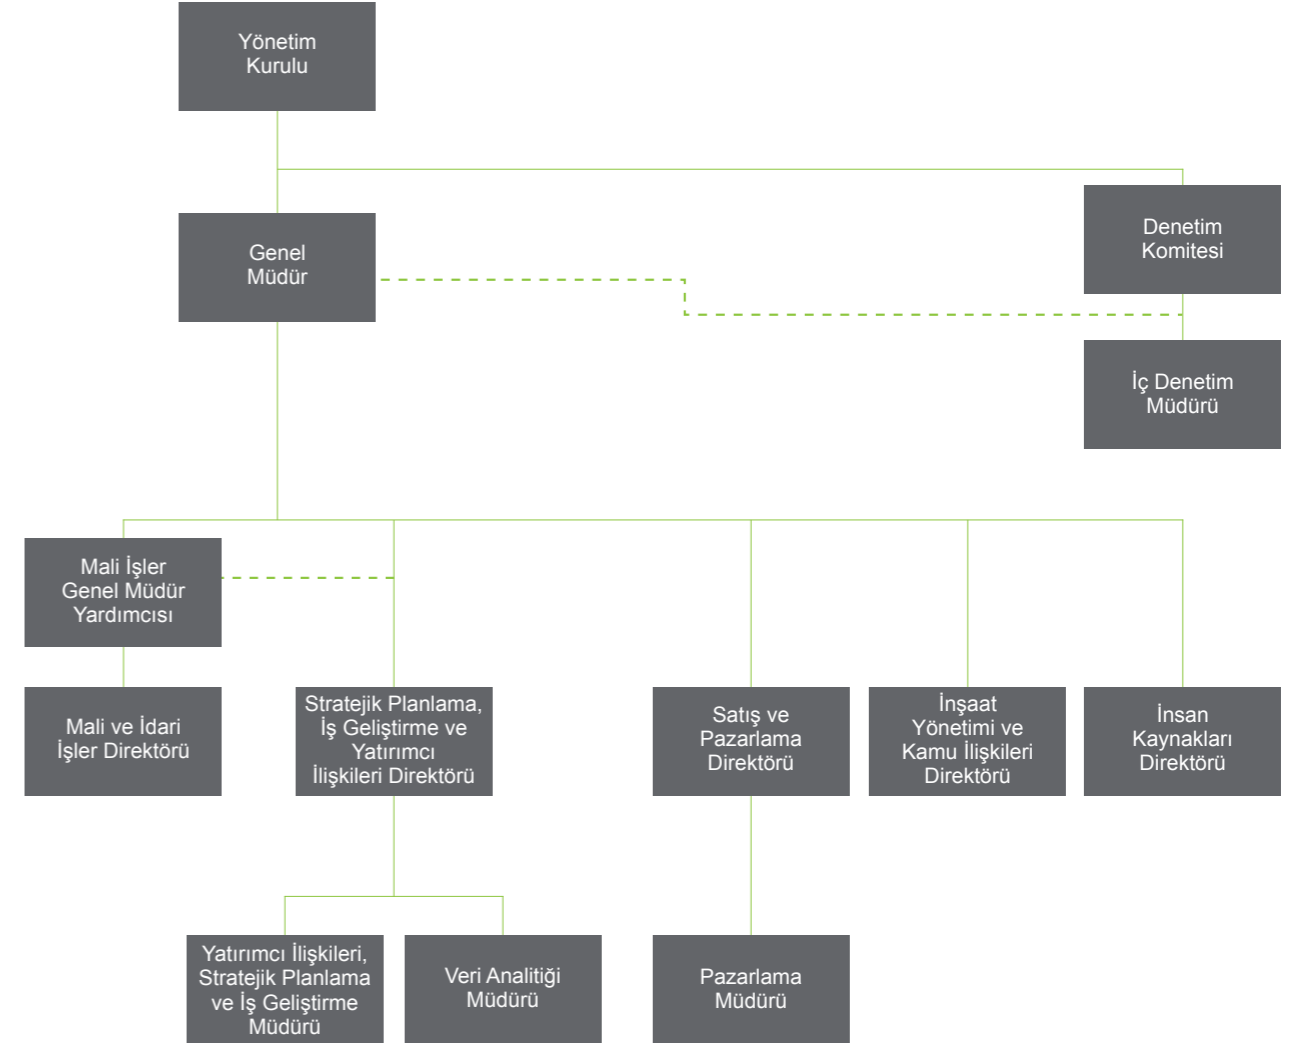 Yönetim
Kurulu
Genel
Müdür
Denetim
Komitesi
İç Denetim
Müdürü
Mali İşler
Genel Müdür
Yardımcısı
Mali ve İdari
İşler Direktörü
Stratejik Planlama,
İş Geliştirme ve
Yatırımcı
İlişkileri Direktörü
Satış ve
Pazarlama
Direktörü
İnşaat
Yönetimi ve
Kamu İlişkileri
Direktörü
İnsan
Kaynakları
Direktörü
Yatırımcı İlişkileri,
Stratejik Planlama
ve İş Geliştirme
Müdürü
Veri Analitiği
Müdürü
Pazarlama
Müdürü